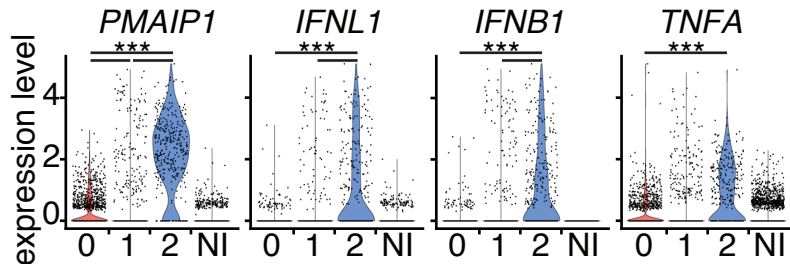 PMAIP1 IFNL1 IFNB1 TNFA
*** *** *** ***
expression level
4
2
0
0 1 2 NI 0 1 2 NI 0 1 2 NI 0 1 2 NI